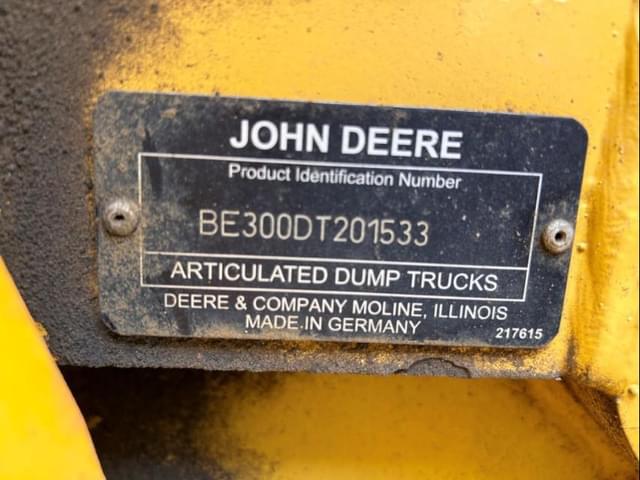 JOHN DEERE
Product Identification Number
BE300DT201533
ARTICULATED DUMP TRUCKS
DEERE & COMPANY MOLINE, ILLINOIS
MADE.IN GERMANY
217615